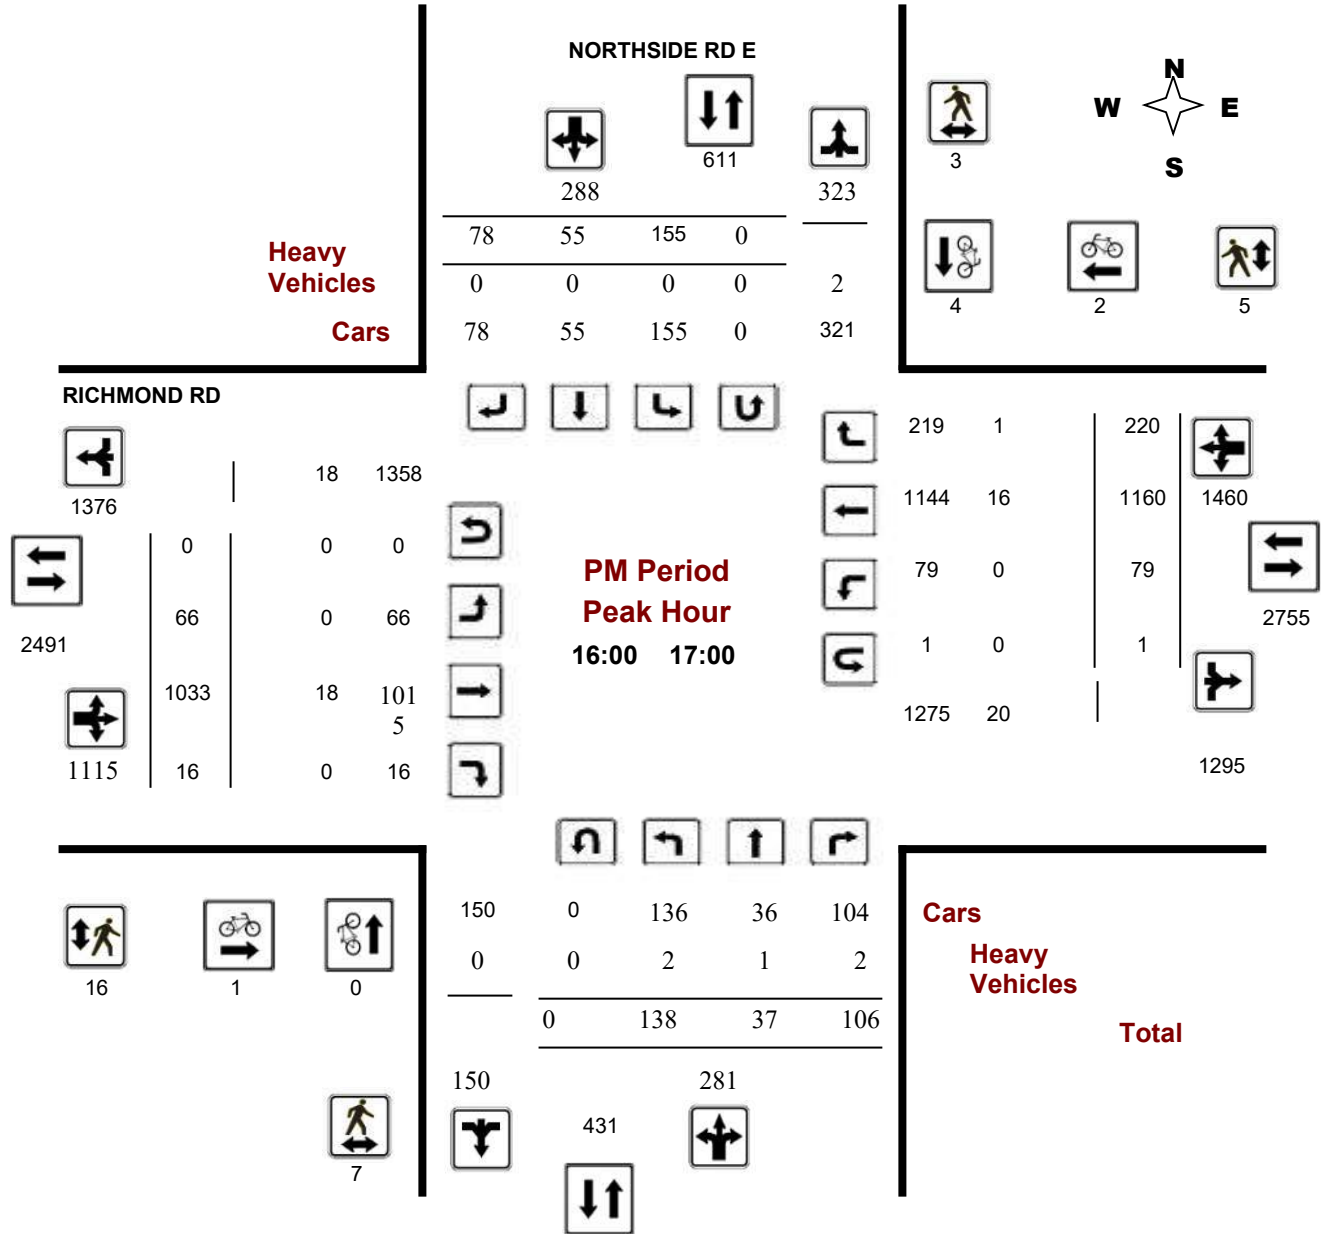 NORTHSIDE RD E
N
W E
S
611
3
288 323
78 55 155 0
Heavy
Vehicles 0 0 0 0 2
Cars 78 55 155 0 321
4 2 5
RICHMOND RD
219 1 220
18 1358
1376
1144 16 1160 1460
0 0 0
PM Period
79 0 79
Peak Hour
66 0 66
2755
2491
16:00 17:00
1 0 1
1033 18 101
5
1275 20
1115 16 0 16
1295
150 0 136 36 104 Cars
0 0 2 1 2 Heavy
Vehicles
16 1 0
0 138 37 106 Total
150 281
431
7